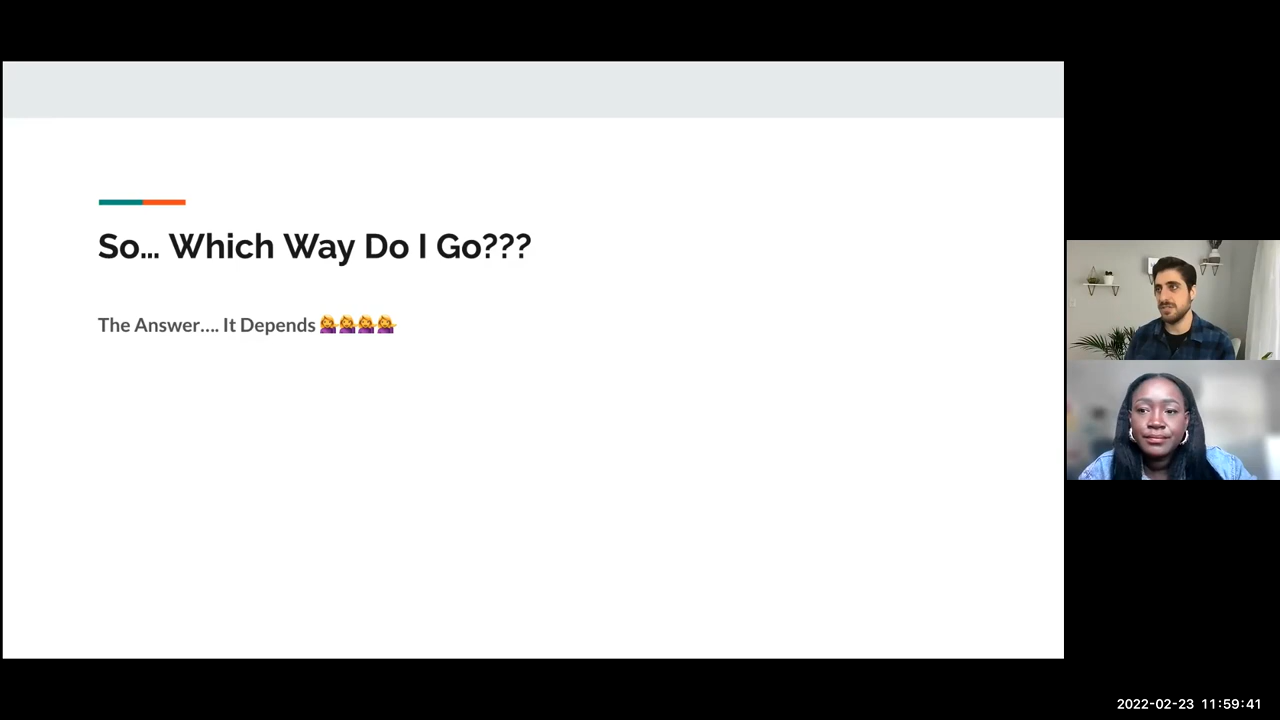 So... Which Way Do I Go???
The Answer.... It Depends 💁‍♀️💁‍♀️💁‍♀️💁‍♀️
2022-02-23 11:59:41